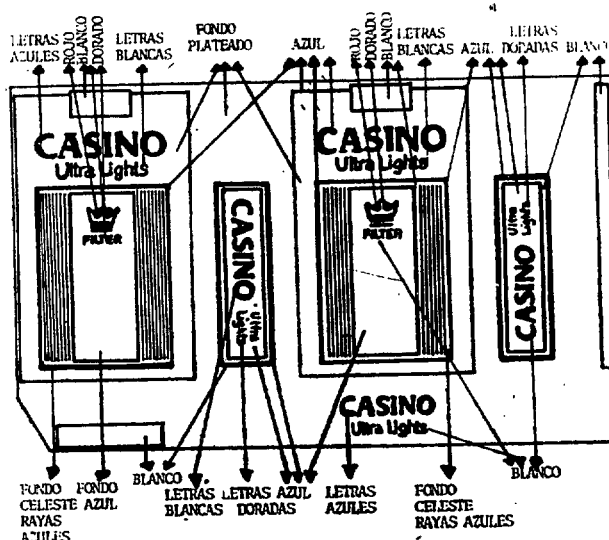 LETRAS
AZULES
ROJO
BLANCO
DORADO
LETRAS
BLANCAS
FONDO
PLATEADO
AZUL
ROJO
DORADO
BLANCO
LETRAS
BLANCAS
AZUL
LETRAS
DORADAS
BLANCO
CASINO
Ultra Lights
FILTER
CASINO
Ultra
Lights
CASINO
Ultra Lights
FILTER
CASINO
Ultra
Lights
CASINO
Ultra Lights
FONDO
CELESTE
RAYAS
AZULES
FONDO
AZUL
BLANCO
LETRAS
BLANCAS
LETRAS
DORADAS
AZUL
LETRAS
AZULES
FONDO
CELESTE
RAYAS AZULES
BLANCO